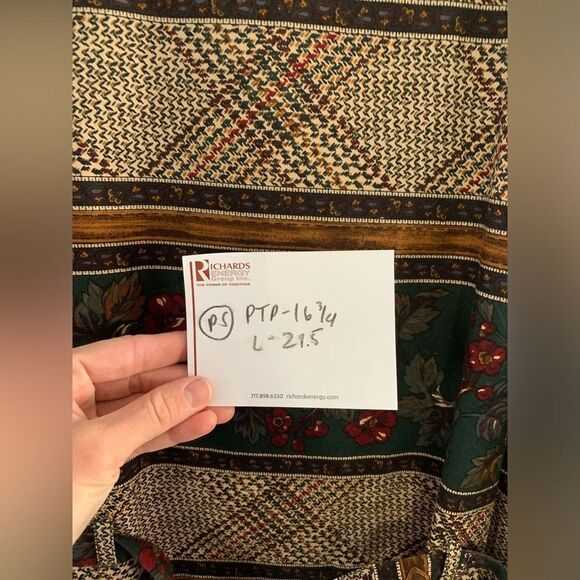 RICHARDS
ENERGY
Group Inc.
THE POWER OF TOGETHER
PS PTP-16 3/4
L-29.5
717.898.6330 richardsenergy.com